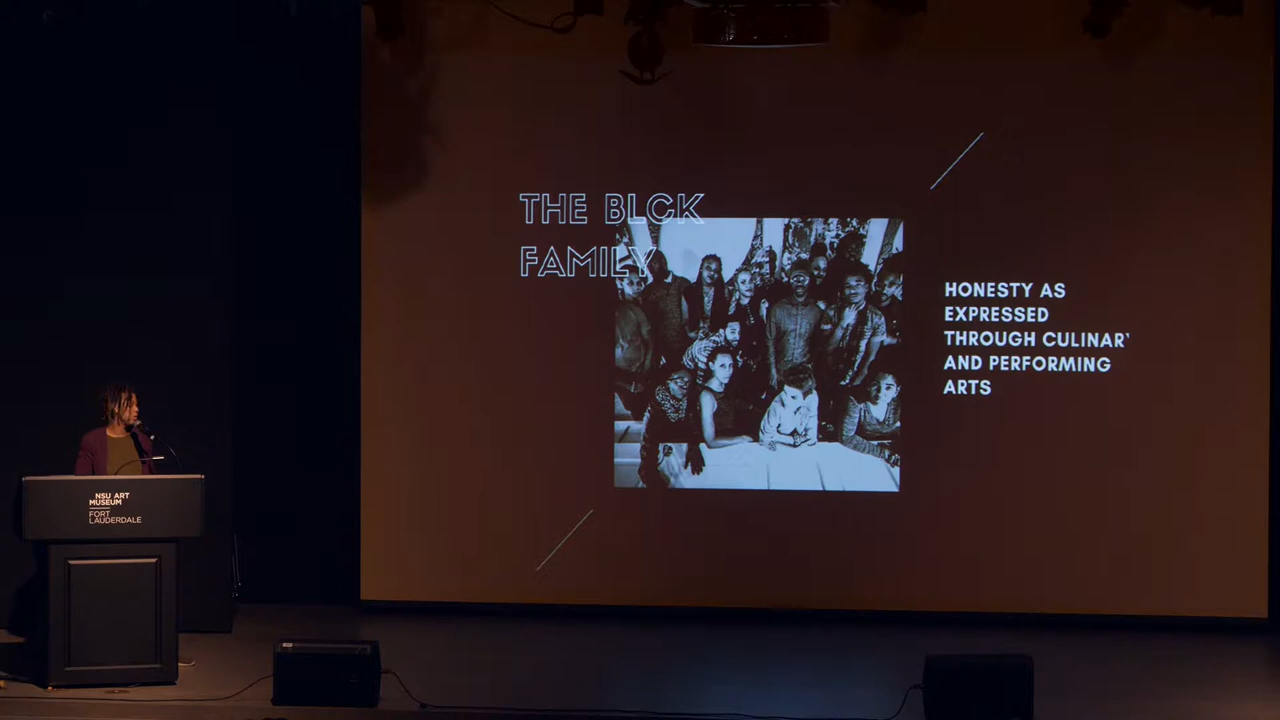 THE BLCK
FAMILY
HONESTY AS
EXPRESSED
THROUGH CULINAR'
AND PERFORMING
ARTS
NSU ART
MUSEUM
FORT
LAUDERDALE